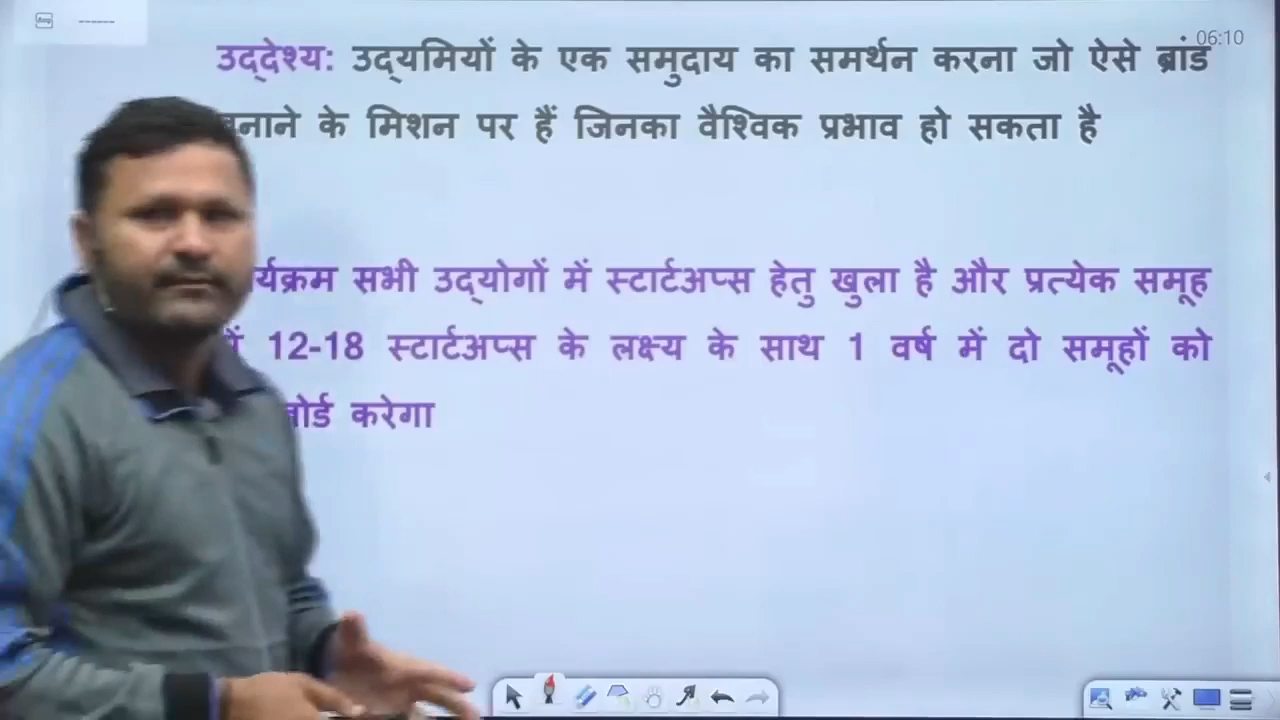 06:10
उद्देश्य: उद्यमियों के एक समुदाय का समर्थन करना जो ऐसे ब्रांड
बनाने के मिशन पर हैं जिनका वैश्विक प्रभाव हो सकता है
र्यक्रम सभी उद्योगों में स्टार्टअप्स हेतु खुला है और प्रत्येक समूह
में 12-18 स्टार्टअप्स के लक्ष्य के साथ 1 वर्ष में दो समूहों को
बोर्ड करेगा